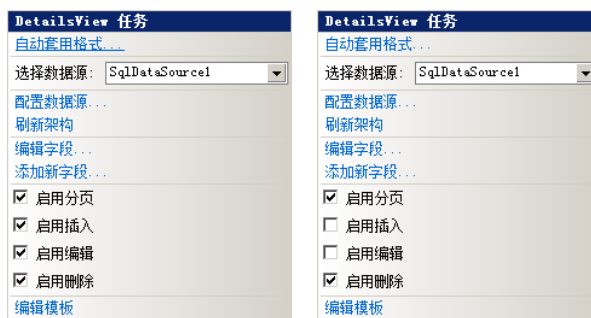 DetailsView 任务
自动套用格式...
选择数据源: SqlDataSource1
配置数据源...
刷新架构
编辑字段...
添加新字段...
启用分页
启用插入
启用编辑
启用删除
编辑模板
DetailsView 任务
自动套用格式...
选择数据源: SqlDataSource1
配置数据源...
刷新架构
编辑字段...
添加新字段...
启用分页
启用插入
启用编辑
启用删除
编辑模板